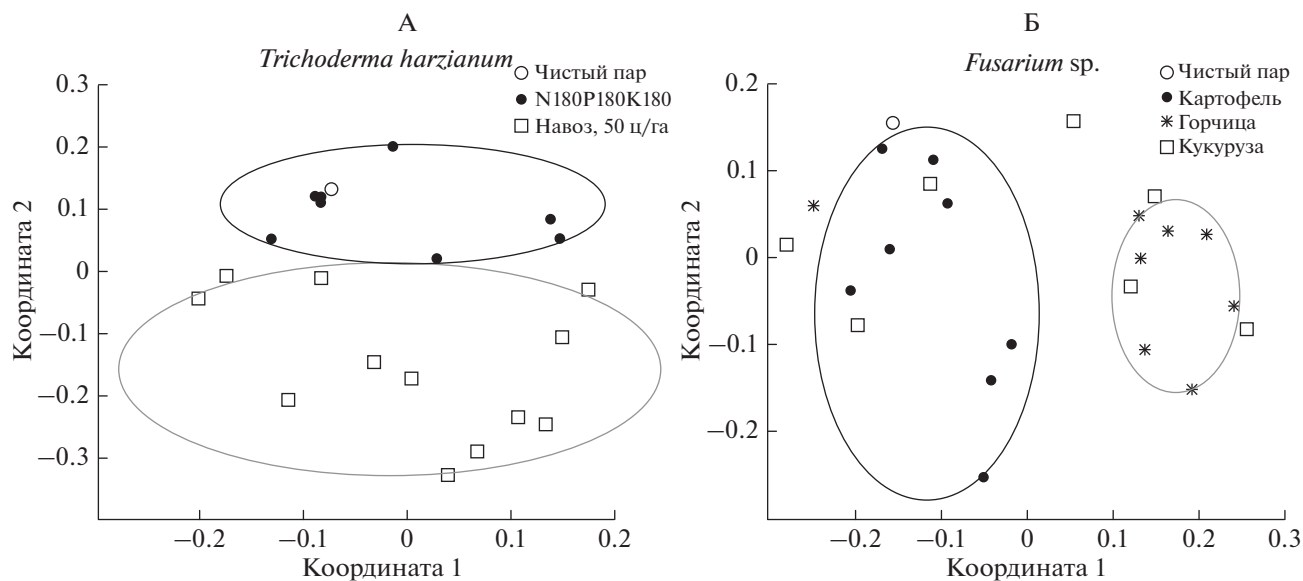 А
Trichoderma harzianum
Чистый пар
N180P180K180
Навоз, 50 ц/га
0.3
0.2
0.1
0
−0.1
−0.2
−0.3
Координата 2
−0.2
−0.1
0
0.1
0.2
Координата 1
Б
Fusarium sp.
Чистый пар
Картофель
Горчица
Кукуруза
0.2
0.1
0
−0.1
−0.2
Координата 2
−0.2
−0.1
0
0.1
0.2
0.3
Координата 1